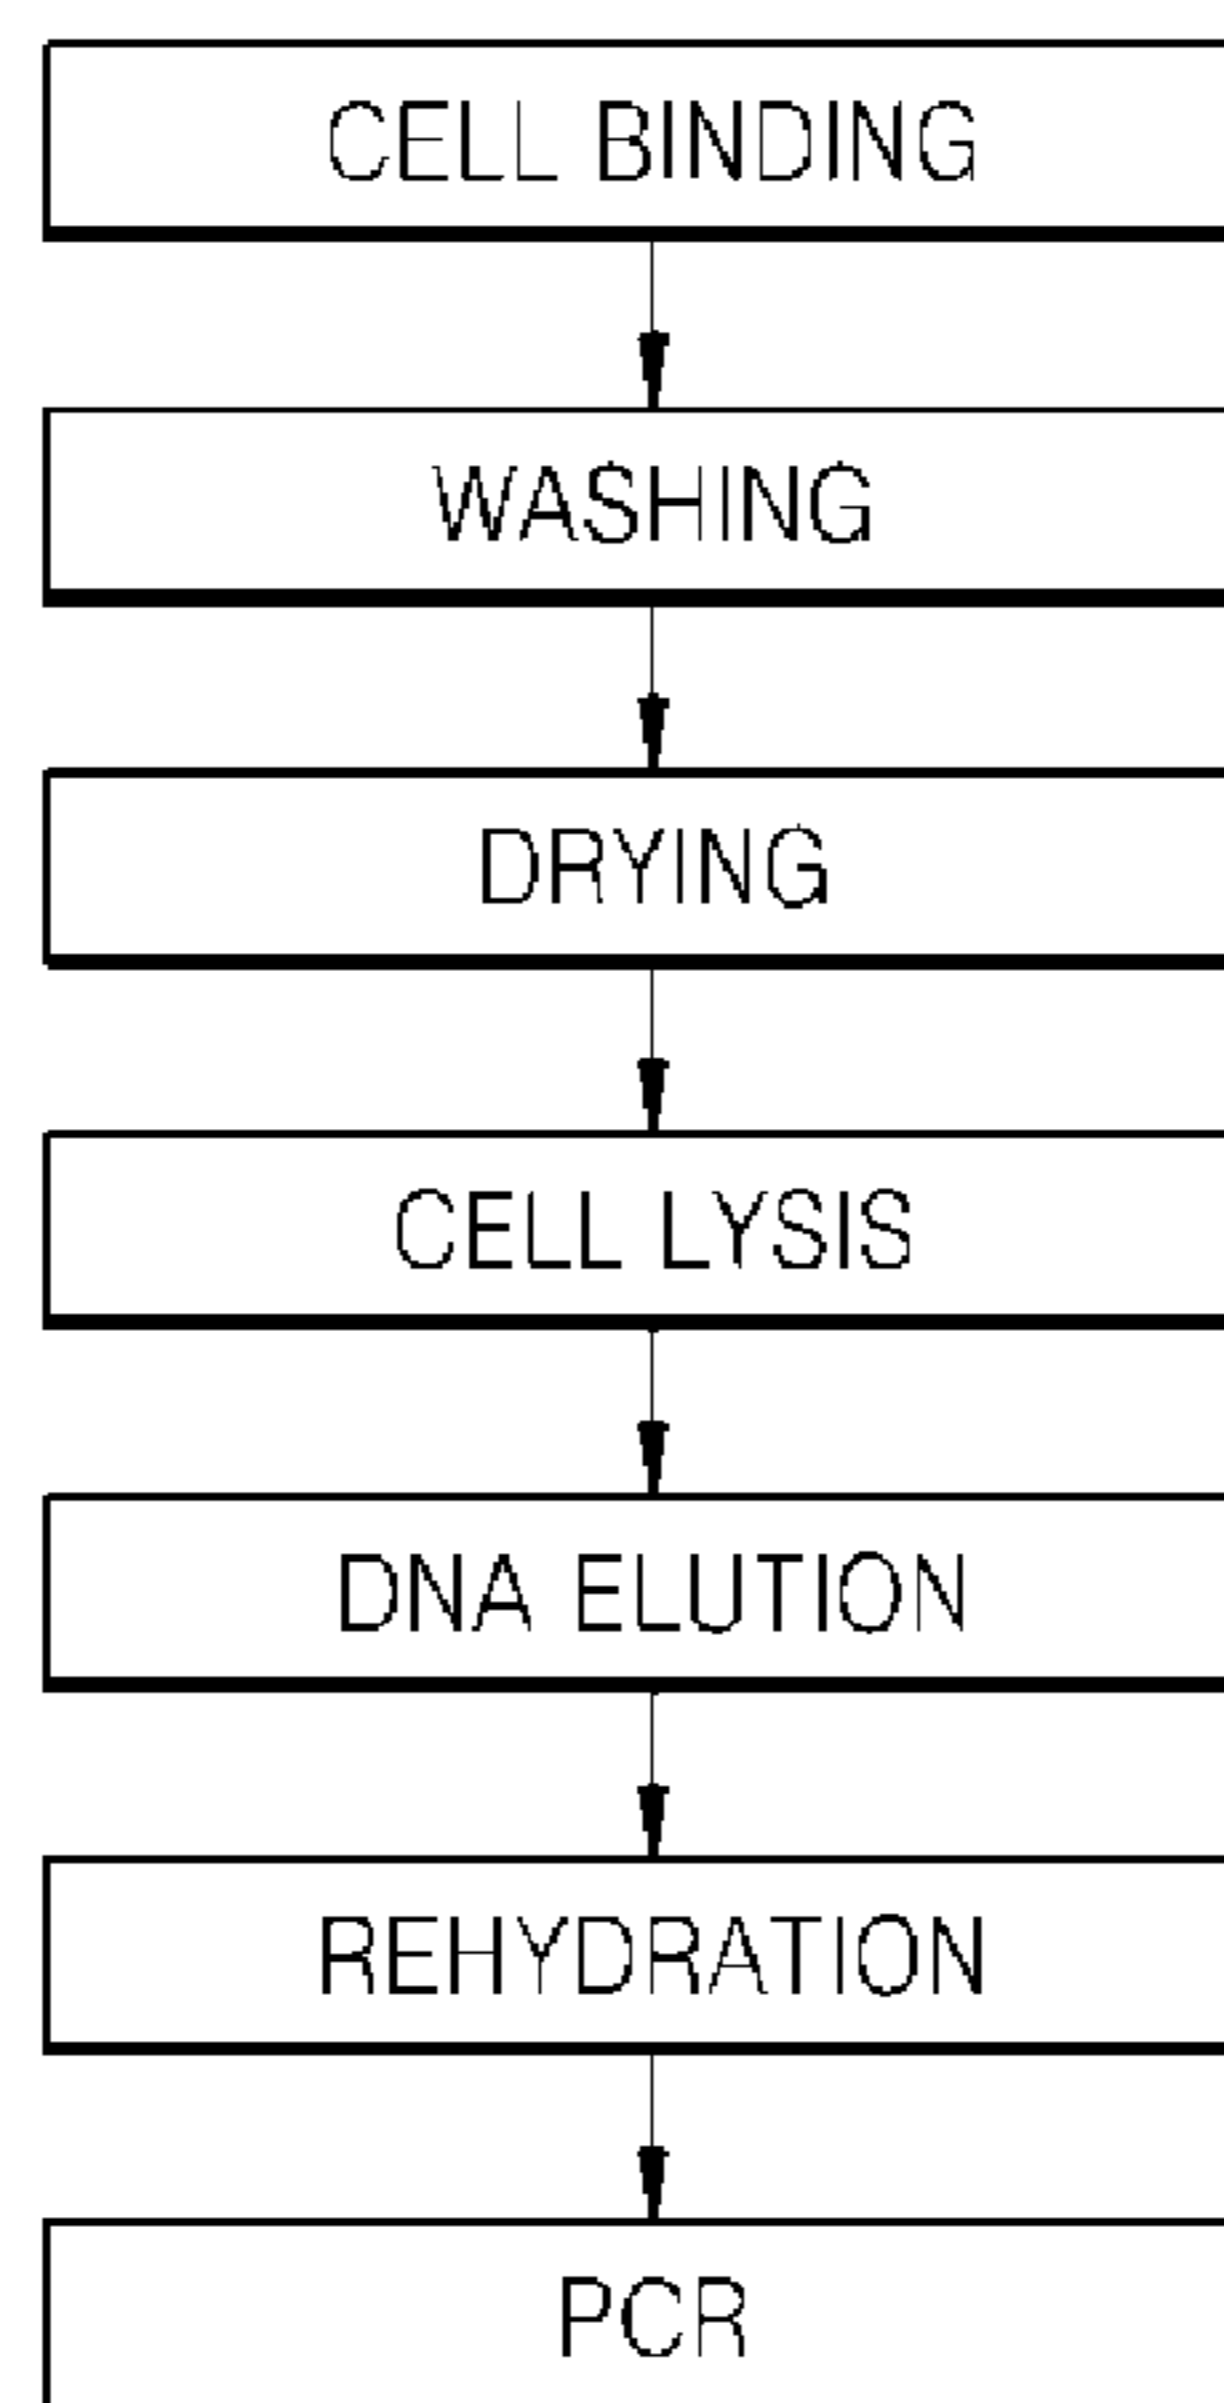 CELL BINDING
WASHING
DRYING
CELL LYSIS
DNA ELUTION
REHYDRATION
PCR